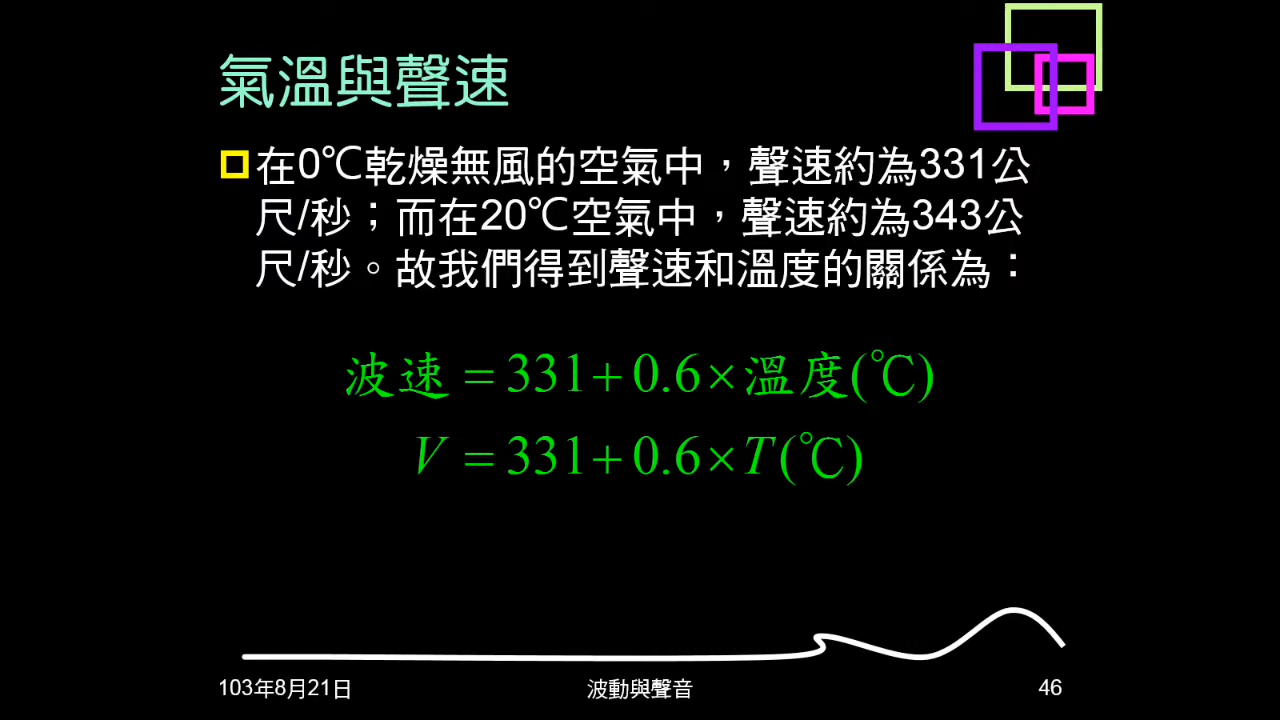 氣溫與聲速
在0℃乾燥無風的空氣中，聲速約為331公
尺/秒；而在20℃空氣中，聲速約為343公
尺/秒。故我們得到聲速和溫度的關係為：
波速 = 331 + 0.6 × 溫度(℃)
V = 331 + 0.6 × T(℃)
103年8月21日
波動與聲音
46